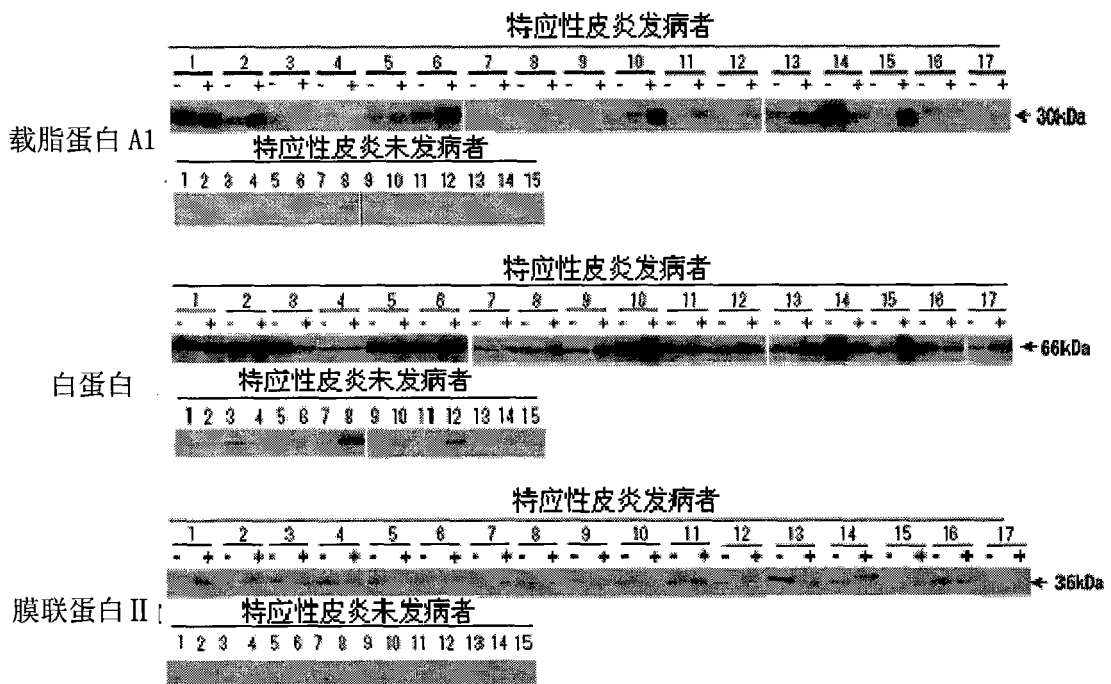 特应性皮炎发病者
1 2 3 4 5 6 7 8 9 10 11 12 13 14 15 16 17
- + - + - + - + - + - + - + - + - + - + - + - + - + - + - + - + - +
载脂蛋白 A1
30kDa
特应性皮炎未发病者
1 2 3 4 5 6 7 8 9 10 11 12 13 14 15
特应性皮炎发病者
1 2 3 4 5 6 7 8 9 10 11 12 13 14 15 16 17
- + - + - + - + - + - + - + - + - + - + - + - + - + - + - + - + - +
66kDa
白蛋白
特应性皮炎未发病者
1 2 3 4 5 6 7 8 9 10 11 12 13 14 15
特应性皮炎发病者
1 2 3 4 5 6 7 8 9 10 11 12 13 14 15 16 17
- + - + - + - + - + - + - + - + - + - + - + - + - + - + - + - + - +
36kDa
膜联蛋白Ⅱ
特应性皮炎未发病者
1 2 3 4 5 6 7 8 9 10 11 12 13 14 15